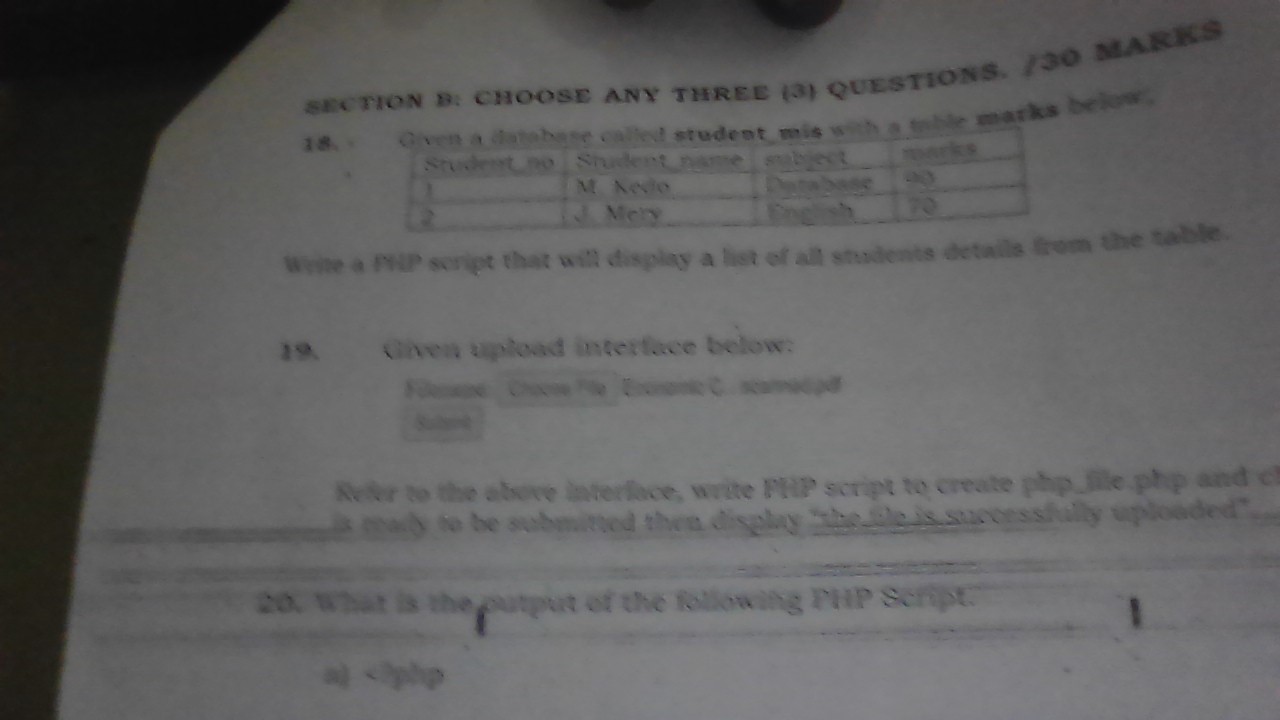 SECTION B: CHOOSE ANY THREE (3) QUESTIONS. /30 MARKS
18. Given a database called student_mis with a table marks below:
Student_no Student_name subject marks
1 M. Kedo Database 90
2 J. Mery English 70
Write a PHP script that will display a list of all students details from the table.
19. Given upload interface below:
Filename Choose File Economic C...scanned.pdf
Submit
Refer to the above interface, write PHP script to create php_file.php and
is ready to be submitted then display "the file is successfully uploaded".
20. What is the output of the following PHP Script.
a) <?php